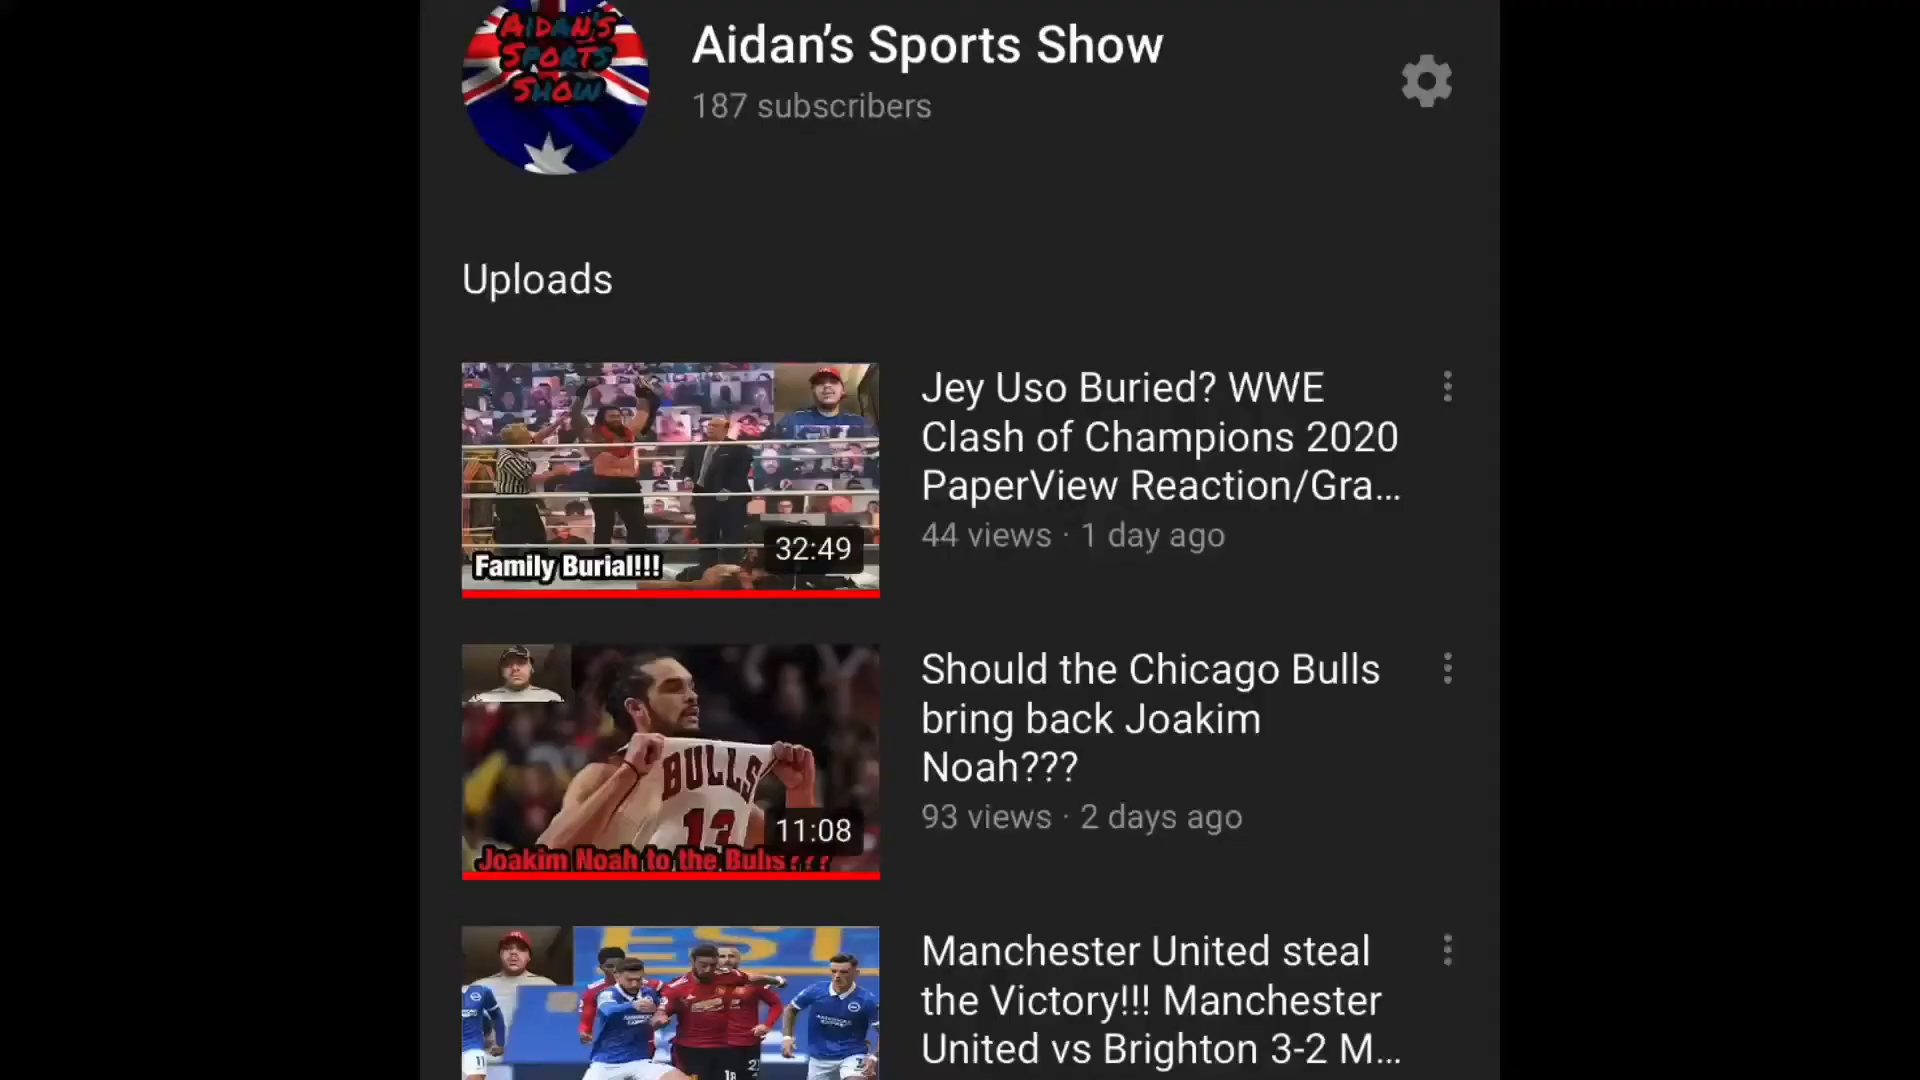 AIDAN'S
SPORTS
SHOW
Aidan's Sports Show
187 subscribers
Uploads
Family Burial!!!
32:49
Jey Uso Buried? WWE
Clash of Champions 2020
PaperView Reaction/Gra...
44 views · 1 day ago
BULLS
13
11:08
Joakim Noah to the Bulls???
Should the Chicago Bulls
bring back Joakim
Noah???
93 views · 2 days ago
11
18
Manchester United steal
the Victory!!! Manchester
United vs Brighton 3-2 M...